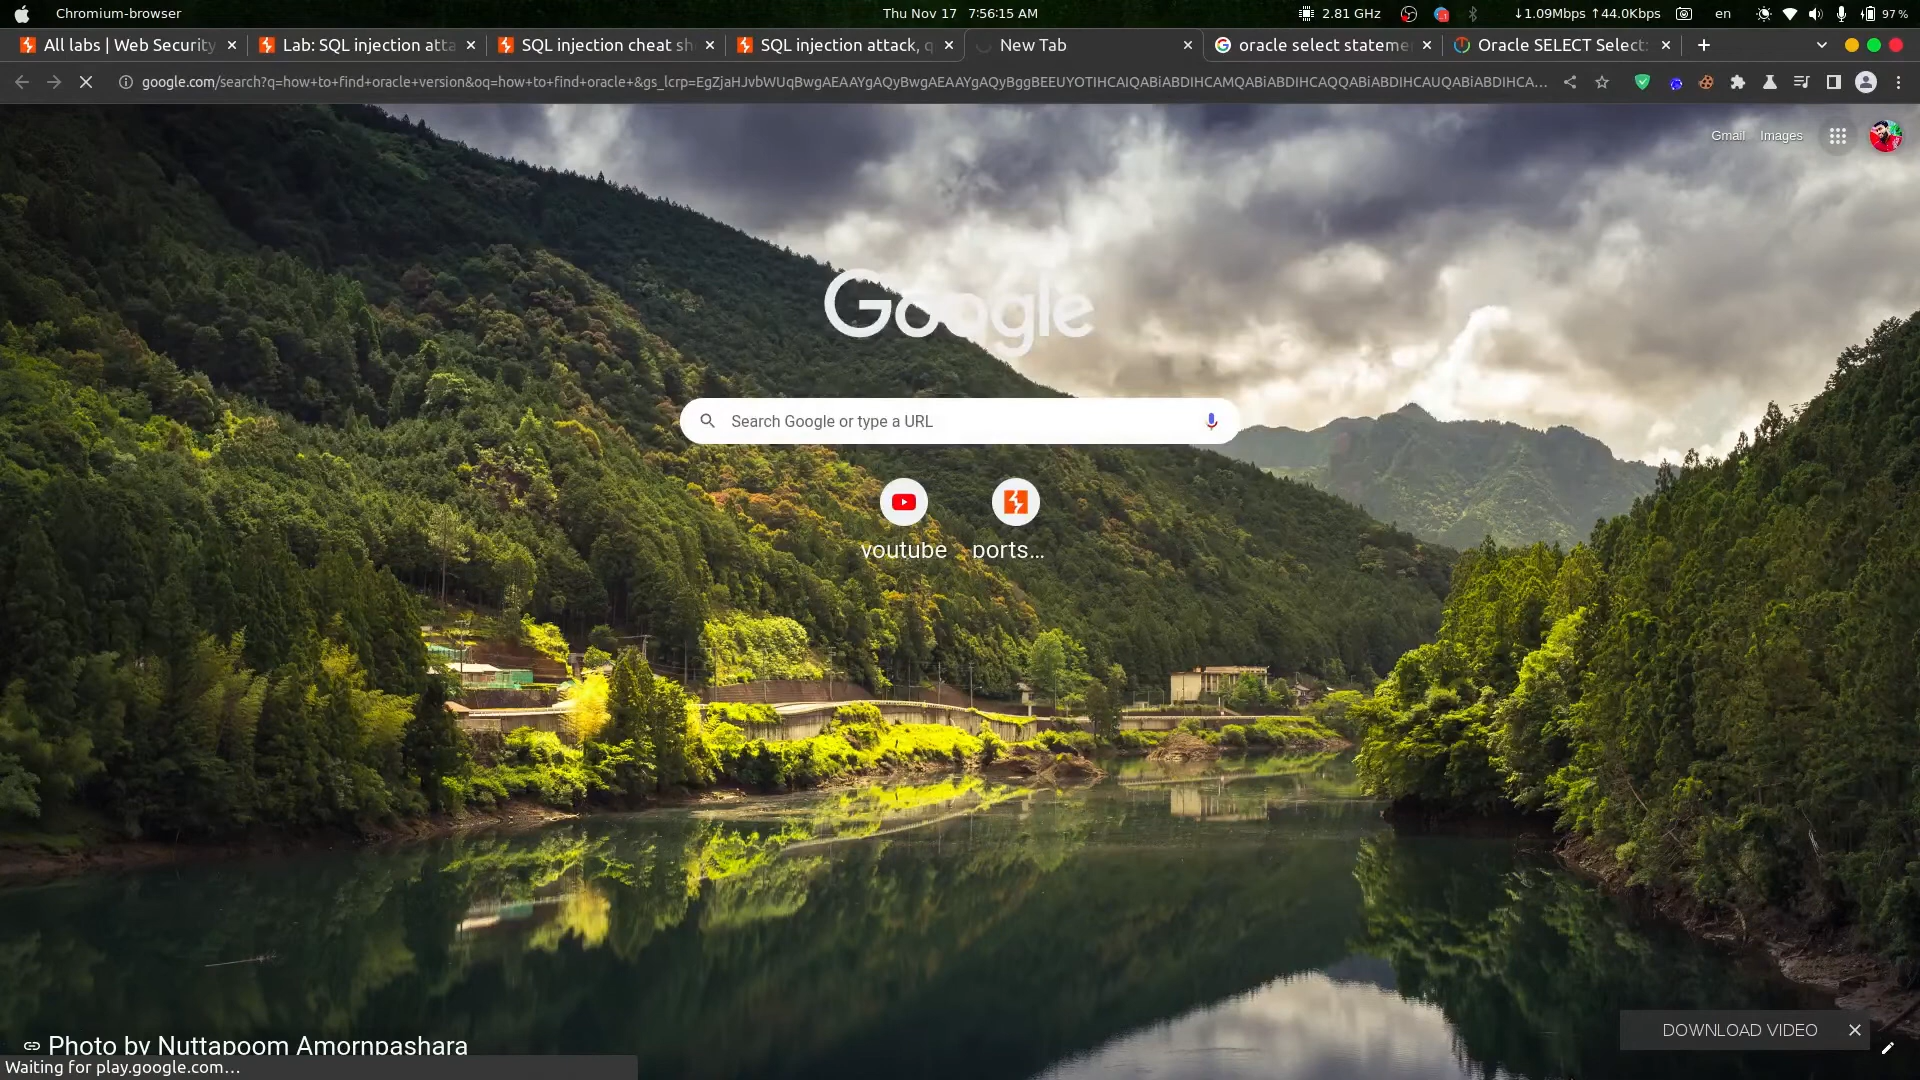 Chromium-browser
Thu Nov 17 7:56:15 AM
2.81 GHz
↓1.09Mbps ↑44.0Kbps
en
97 %
All labs | Web Security
Lab: SQL injection atta
SQL injection cheat sh
SQL injection attack, q
New Tab
oracle select stateme
Oracle SELECT Select:
google.com/search?q=how+to+find+oracle+version&oq=how+to+find+oracle+&gs_lcrp=EgZjaHJvbWUqBwgAEAAYgAQyBwgAEAAYgAQyBggBEEUYOTIHCAIQABiABDIHCAMQABiABDIHCAQQABiABDIHCAUQABiABDIHCA...
Gmail Images
Google
Search Google or type a URL
youtube
ports...
Photo by Nuttapoom Amornpashara
DOWNLOAD VIDEO
Waiting for play.google.com...